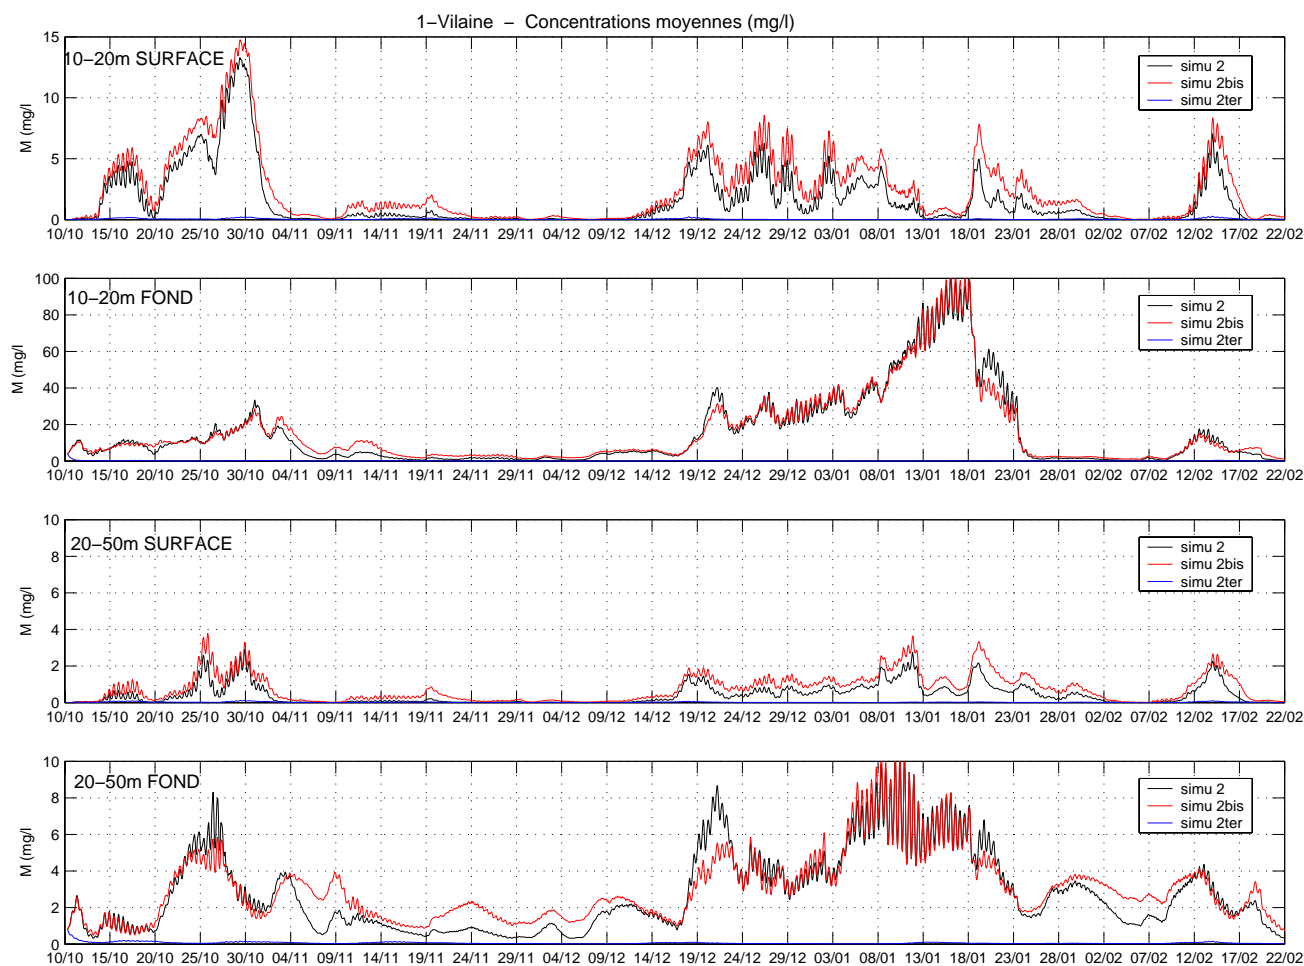 1−Vilaine − Concentrations moyennes (mg/l)
10−20m SURFACE
M (mg/l)
15
10
5
0
simu 2
simu 2bis
simu 2ter
10/10 15/10 20/10 25/10 30/10 04/11 09/11 14/11 19/11 24/11 29/11 04/12 09/12 14/12 19/12 24/12 29/12 03/01 08/01 13/01 18/01 23/01 28/01 02/02 07/02 12/02 17/02 22/02
10−20m FOND
M (mg/l)
100
80
60
40
20
0
simu 2
simu 2bis
simu 2ter
10/10 15/10 20/10 25/10 30/10 04/11 09/11 14/11 19/11 24/11 29/11 04/12 09/12 14/12 19/12 24/12 29/12 03/01 08/01 13/01 18/01 23/01 28/01 02/02 07/02 12/02 17/02 22/02
20−50m SURFACE
M (mg/l)
10
8
6
4
2
0
simu 2
simu 2bis
simu 2ter
10/10 15/10 20/10 25/10 30/10 04/11 09/11 14/11 19/11 24/11 29/11 04/12 09/12 14/12 19/12 24/12 29/12 03/01 08/01 13/01 18/01 23/01 28/01 02/02 07/02 12/02 17/02 22/02
20−50m FOND
M (mg/l)
10
8
6
4
2
0
simu 2
simu 2bis
simu 2ter
10/10 15/10 20/10 25/10 30/10 04/11 09/11 14/11 19/11 24/11 29/11 04/12 09/12 14/12 19/12 24/12 29/12 03/01 08/01 13/01 18/01 23/01 28/01 02/02 07/02 12/02 17/02 22/02